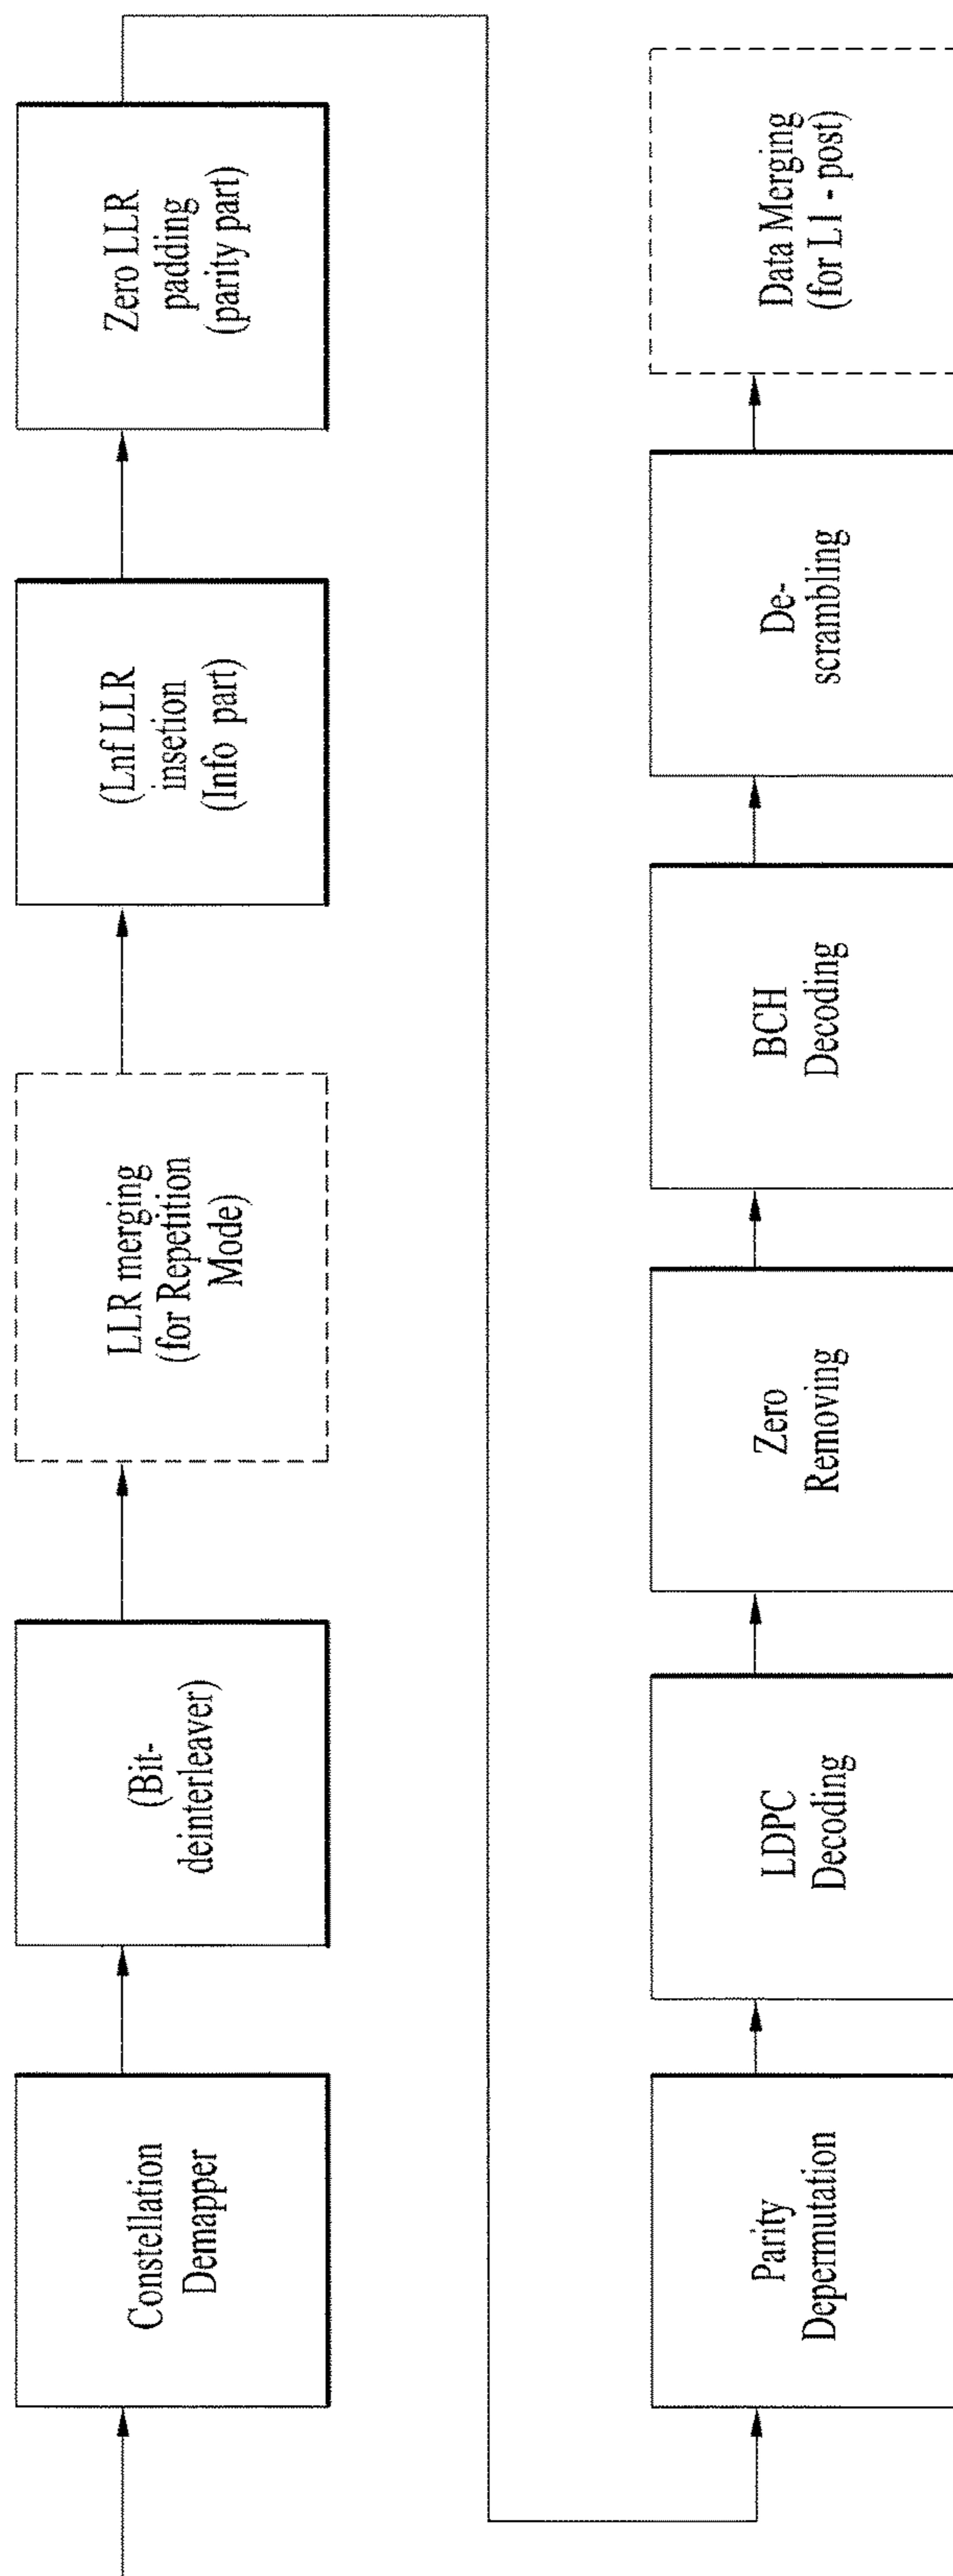 Constellation
Demapper
(Bit-
deinterleaver)
LLR merging
(for Repetition
Mode)
(Lnf LLR
insetion
(Info part)
Zero LLR
padding
(parity part)
Parity
Depermutation
LDPC
Decoding
Zero
Removing
BCH
Decoding
De-
scrambling
Data Merging
(for L1 - post)